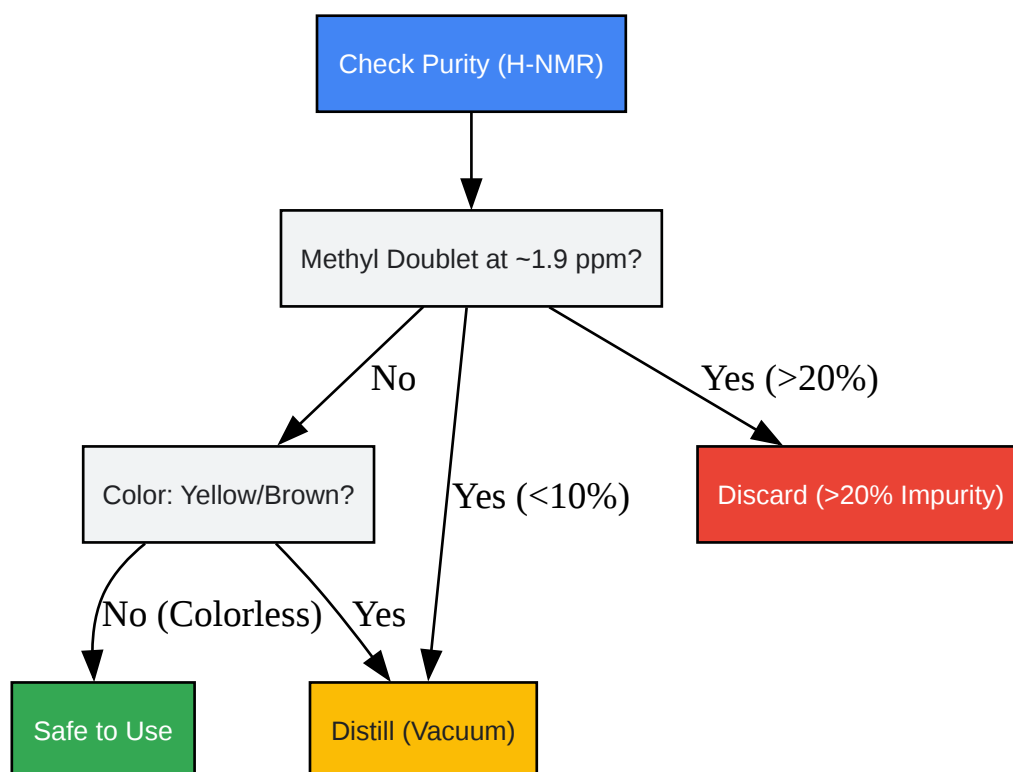 Check Purity (H-NMR)
Methyl Doublet at ~1.9 ppm?
No
Yes (>20%)
Color: Yellow/Brown?
Yes (<10%)
Discard (>20% Impurity)
No (Colorless)
Yes
Safe to Use
Distill (Vacuum)